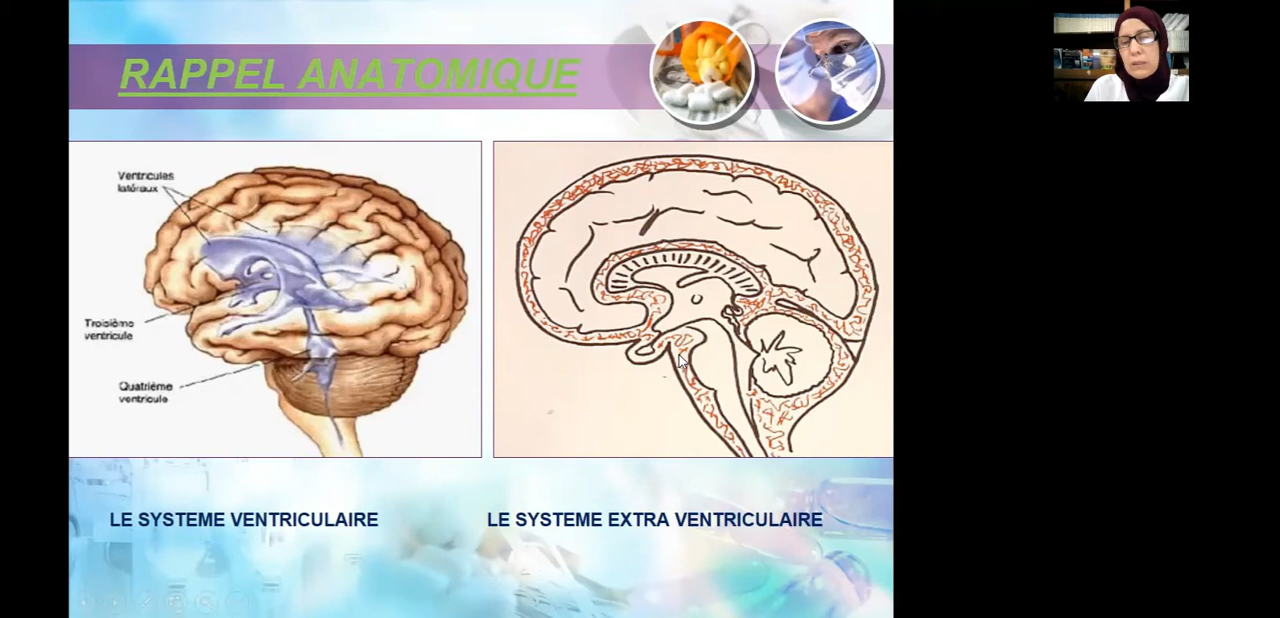 RAPPEL ANATOMIQUE
Ventricules
latéraux
Troisième
ventricule
Quatrième
ventricule
LE SYSTEME VENTRICULAIRE
LE SYSTEME EXTRA VENTRICULAIRE